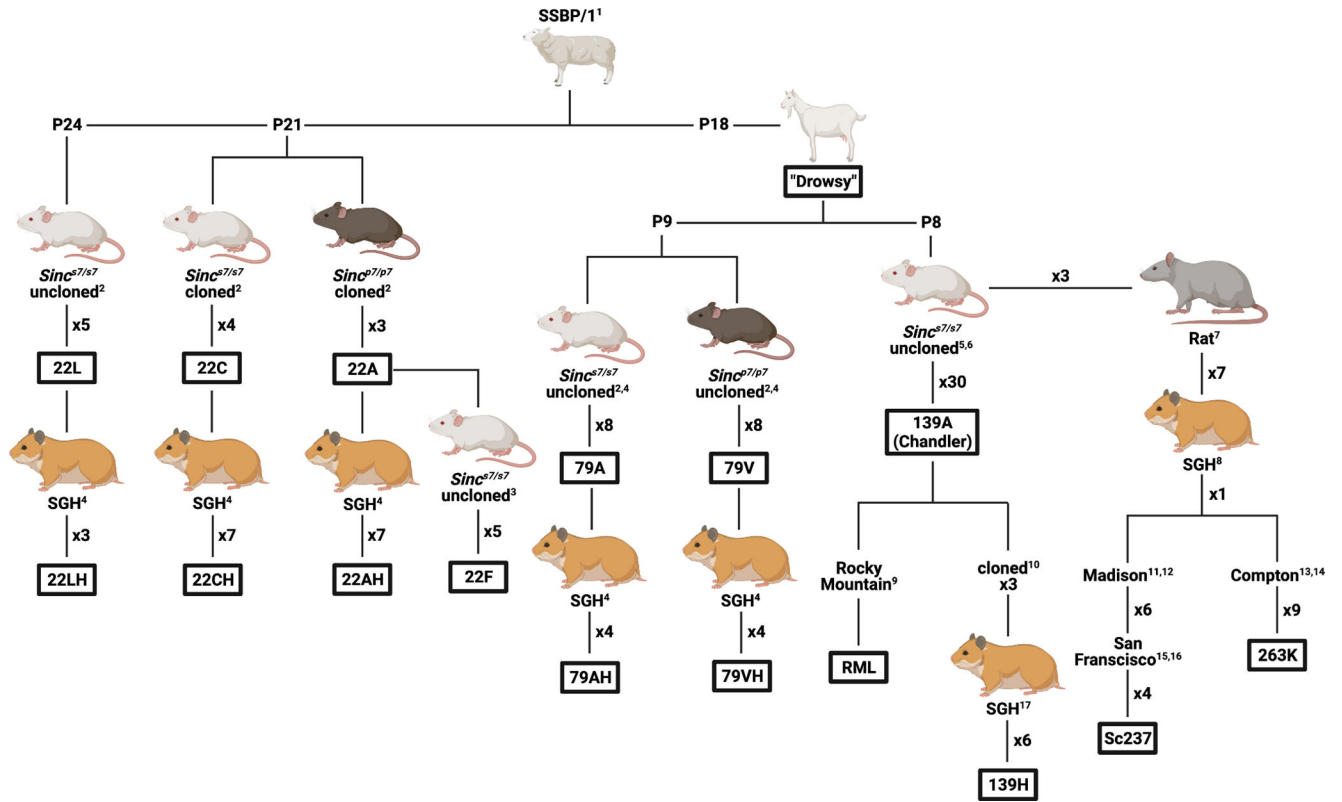 SSBP/1¹
P24
P21
P18
"Drowsy"
P9
P8
Sincˢ⁷/ˢ⁷
uncloned²
Sincˢ⁷/ˢ⁷
cloned²
Sincᵖ⁷/ᵖ⁷
cloned²
x3
Sincˢ⁷/ˢ⁷
uncloned⁵,⁶
Rat⁷
x5
x4
x3
22L
22C
22A
Sincˢ⁷/ˢ⁷
uncloned²,⁴
Sincᵖ⁷/ᵖ⁷
uncloned²,⁴
x30
x7
x8
x8
139A
(Chandler)
79A
79V
SGH⁴
SGH⁴
SGH⁴
Sincˢ⁷/ˢ⁷
uncloned³
SGH⁸
x1
x3
x7
x7
x5
22LH
22CH
22AH
22F
Rocky
Mountain⁹
cloned¹⁰
x3
Madison¹¹,¹²
Compton¹³,¹⁴
SGH⁴
SGH⁴
x6
x9
x4
x4
RML
San
Franscisco¹⁵,¹⁶
263K
79AH
79VH
SGH¹⁷
x4
x6
Sc237
139H